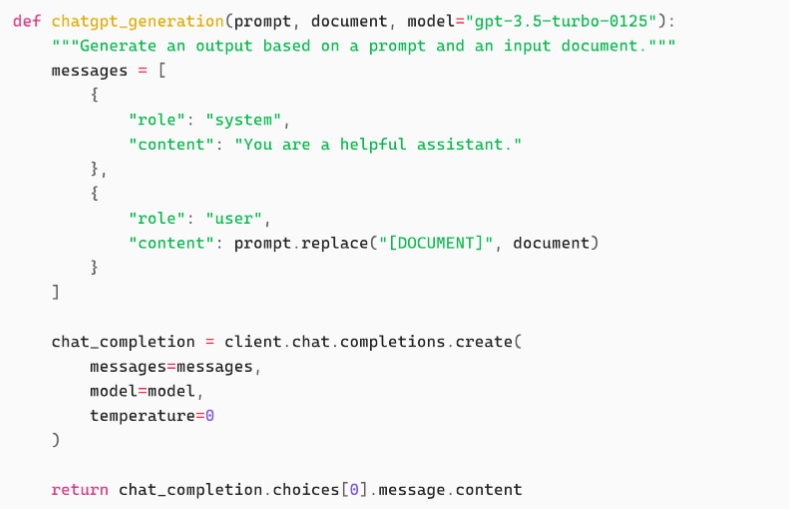 def chatgpt_generation(prompt, document, model="gpt-3.5-turbo-0125"):
    """Generate an output based on a prompt and an input document."""
    messages = [
        {
            "role": "system",
            "content": "You are a helpful assistant."
        },
        {
            "role": "user",
            "content": prompt.replace("[DOCUMENT]", document)
        }
    ]

    chat_completion = client.chat.completions.create(
        messages=messages,
        model=model,
        temperature=0
    )

    return chat_completion.choices[0].message.content